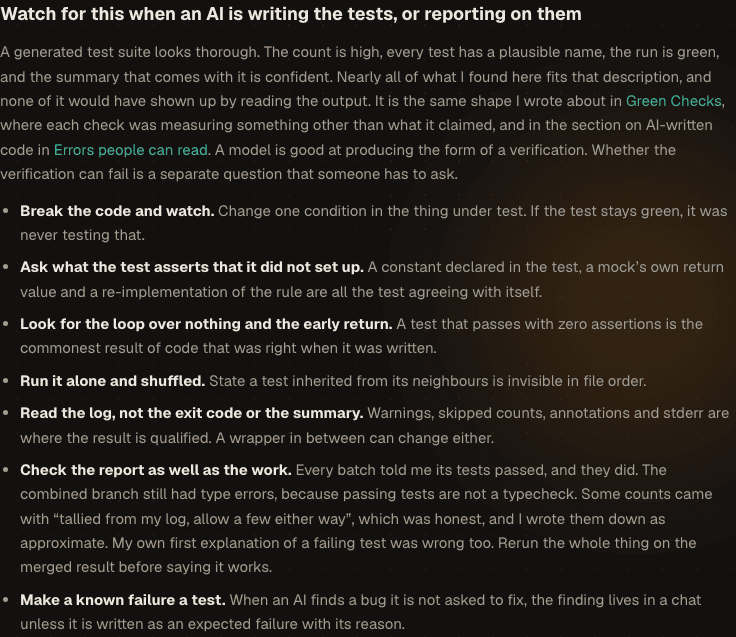 Watch for this when an AI is writing the tests, or reporting on them
A generated test suite looks thorough. The count is high, every test has a plausible name, the run is green,
and the summary that comes with it is confident. Nearly all of what I found here fits that description, and
none of it would have shown up by reading the output. It is the same shape I wrote about in Green Checks,
where each check was measuring something other than what it claimed, and in the section on AI-written
code in Errors people can read. A model is good at producing the form of a verification. Whether the
verification can fail is a separate question that someone has to ask.
• Break the code and watch. Change one condition in the thing under test. If the test stays green, it was
never testing that.
• Ask what the test asserts that it did not set up. A constant declared in the test, a mock's own return
value and a re-implementation of the rule are all the test agreeing with itself.
• Look for the loop over nothing and the early return. A test that passes with zero assertions is the
commonest result of code that was right when it was written.
• Run it alone and shuffled. State a test inherited from its neighbours is invisible in file order.
• Read the log, not the exit code or the summary. Warnings, skipped counts, annotations and stderr are
where the result is qualified. A wrapper in between can change either.
• Check the report as well as the work. Every batch told me its tests passed, and they did. The
combined branch still had type errors, because passing tests are not a typecheck. Some counts came
with “tallied from my log, allow a few either way”, which was honest, and I wrote them down as
approximate. My own first explanation of a failing test was wrong too. Rerun the whole thing on the
merged result before saying it works.
• Make a known failure a test. When an AI finds a bug it is not asked to fix, the finding lives in a chat
unless it is written as an expected failure with its reason.